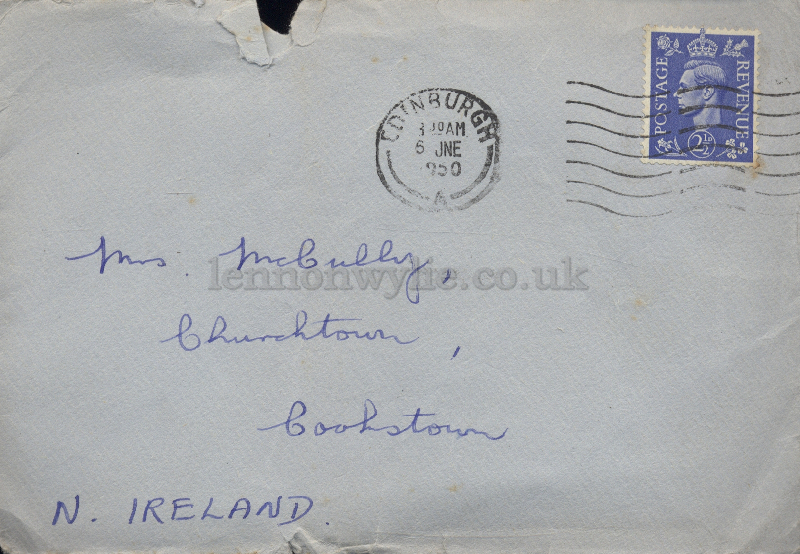 POSTAGE REVENUE
2½D
EDINBURGH
AM
6 JNE
1950
A
Mrs. McCully,
lennonwylie.co.uk
Churchtown,
Cookstown
N. IRELAND.